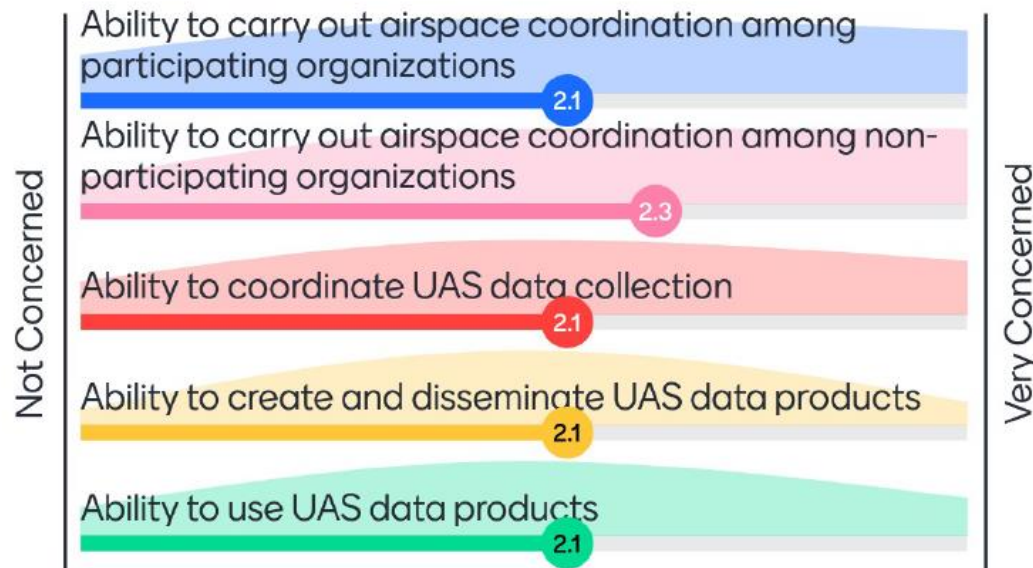 Ability to carry out airspace coordination among
participating organizations
2.1
Ability to carry out airspace coordination among non-
participating organizations
2.3
Ability to coordinate UAS data collection
2.1
Ability to create and disseminate UAS data products
2.1
Ability to use UAS data products
2.1
Not Concerned
Very Concerned